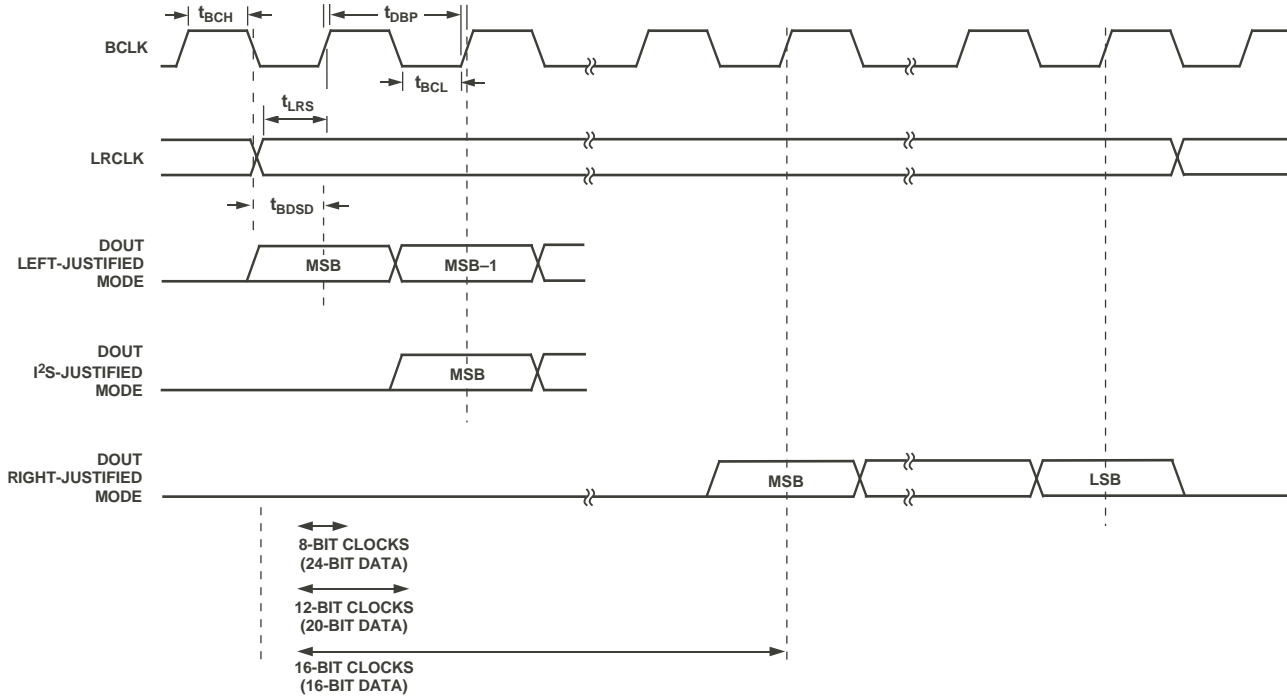 tBCH
tDBP
BCLK
tBCL
tLRS
LRCLK
tBDSD
DOUT
LEFT-JUSTIFIED
MODE
MSB
MSB–1
DOUT
I²S-JUSTIFIED
MODE
MSB
DOUT
RIGHT-JUSTIFIED
MODE
MSB
LSB
8-BIT CLOCKS
(24-BIT DATA)
12-BIT CLOCKS
(20-BIT DATA)
16-BIT CLOCKS
(16-BIT DATA)